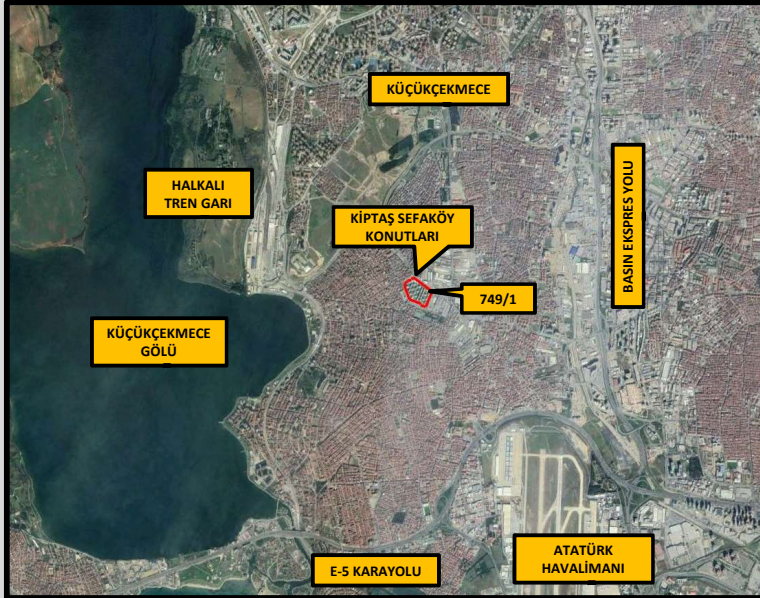 KÜÇÜKÇEKMECE
HALKALI
TREN GARI
BASIN EKSPRES YOLU
KİPTAŞ SEFAKÖY
KONUTLARI
749/1
KÜÇÜKÇEKMECE
GÖLÜ
E-5 KARAYOLU
ATATÜRK
HAVALİMANI